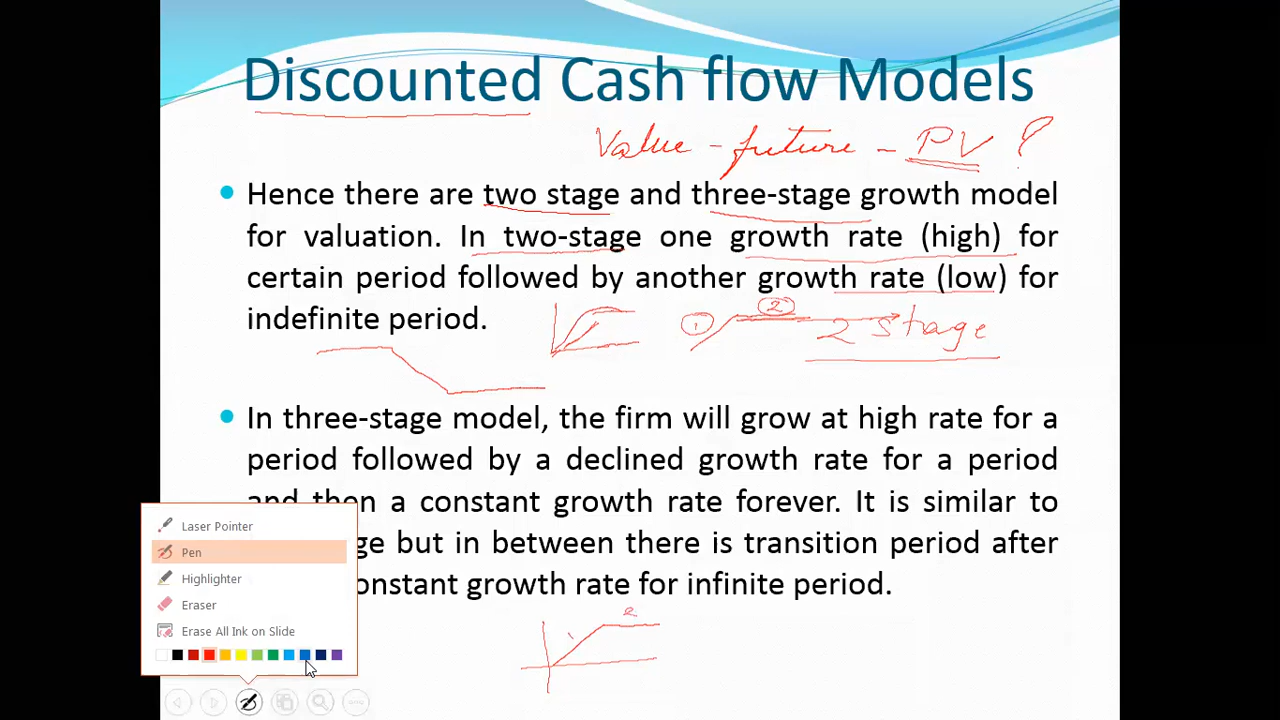 Discounted Cash flow Models
Value - future - PV ?
Hence there are two stage and three-stage growth model
for valuation. In two-stage one growth rate (high) for
certain period followed by another growth rate (low) for
indefinite period.
1 2 2 stage
In three-stage model, the firm will grow at high rate for a
period followed by a declined growth rate for a period
and then a constant growth rate forever. It is similar to
but in between there is transition period after
onstant growth rate for infinite period.
Laser Pointer
Pen
Highlighter
Eraser
Erase All Ink on Slide